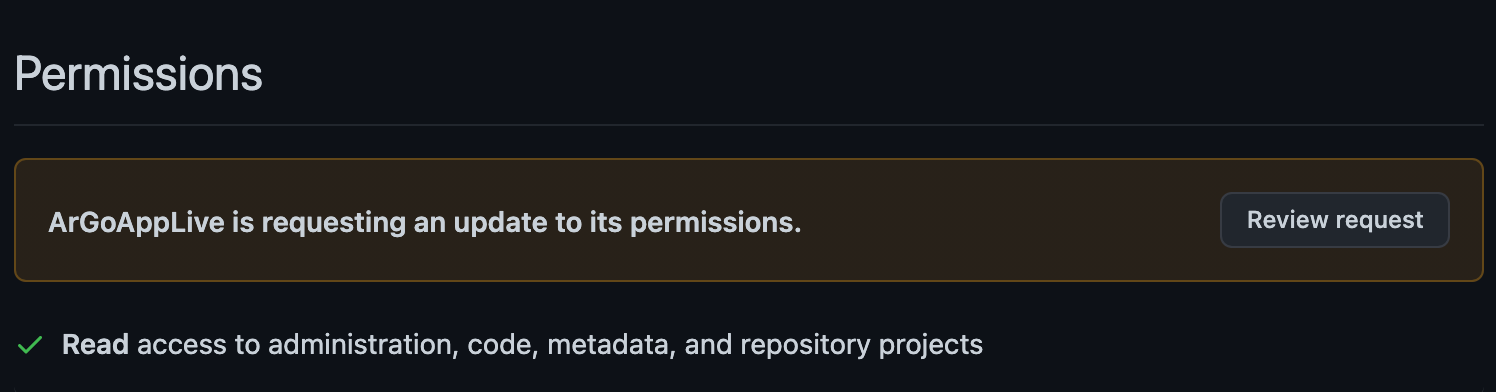 Permissions
ArGoAppLive is requesting an update to its permissions.
Review request
Read access to administration, code, metadata, and repository projects